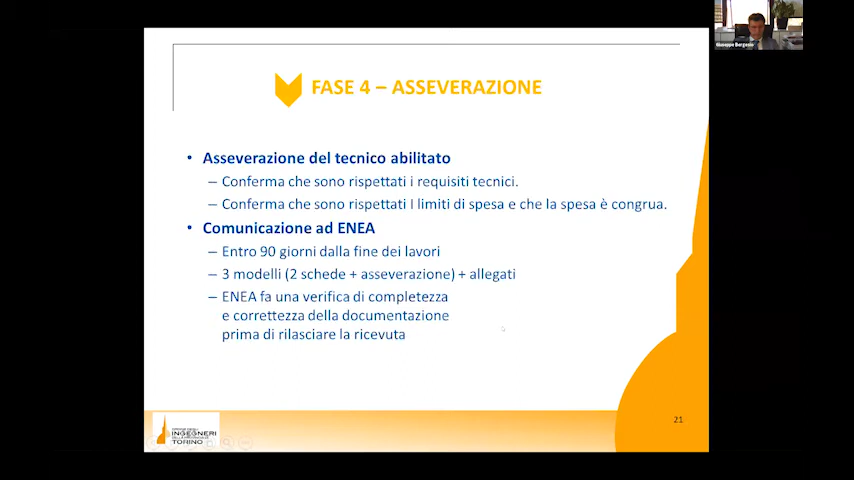 Giuseppe Bergesio
FASE 4 – ASSEVERAZIONE
• Asseverazione del tecnico abilitato
– Conferma che sono rispettati i requisiti tecnici.
– Conferma che sono rispettati I limiti di spesa e che la spesa è congrua.
• Comunicazione ad ENEA
– Entro 90 giorni dalla fine dei lavori
– 3 modelli (2 schede + asseverazione) + allegati
– ENEA fa una verifica di completezza
e correttezza della documentazione
prima di rilasciare la ricevuta
21
INGEGNERI
TORINO